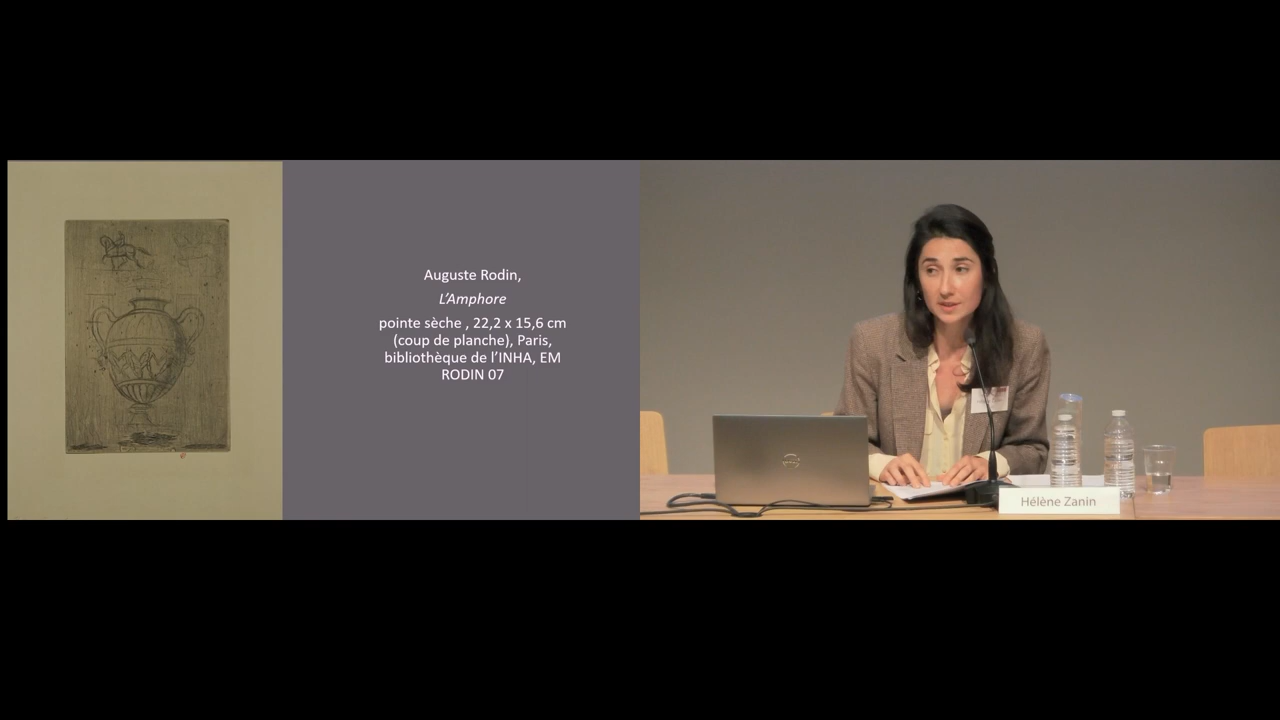 Auguste Rodin,
L'Amphore
pointe sèche , 22,2 x 15,6 cm
(coup de planche), Paris,
bibliothèque de l'INHA, EM
RODIN 07
Hélène Zanin